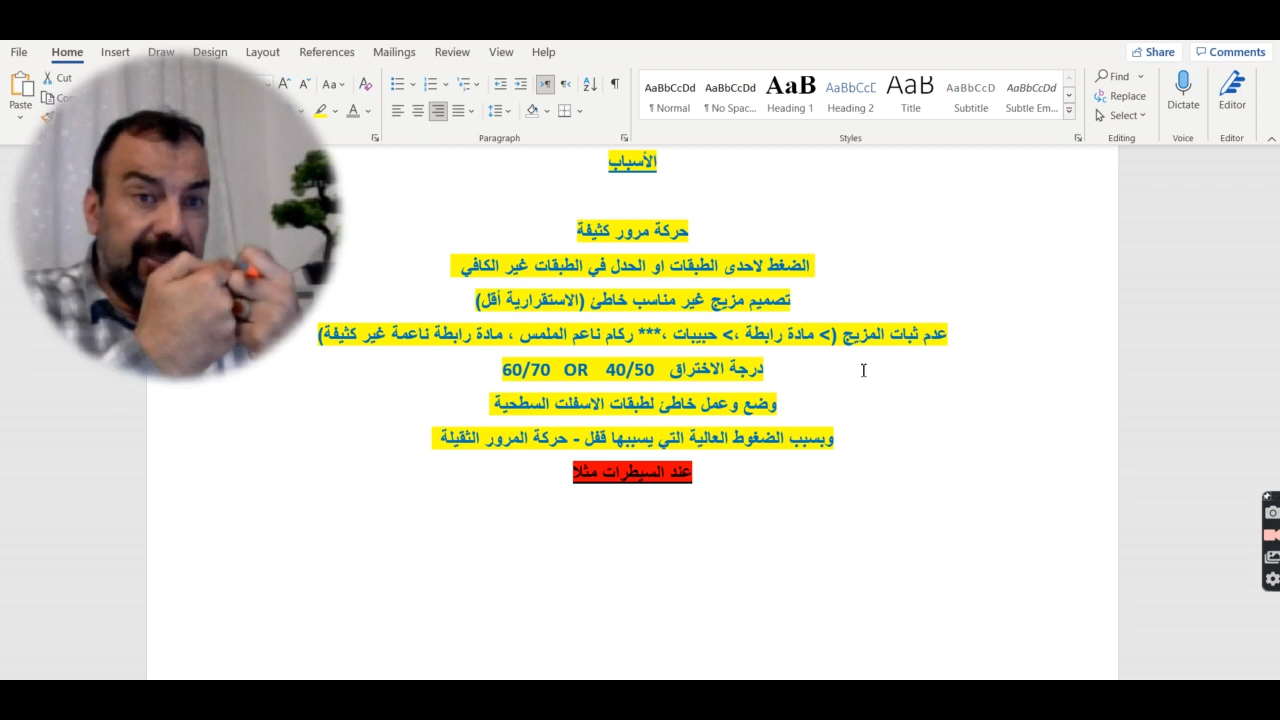 File Home Insert Draw Design Layout References Mailings Review View Help Share Comments
Cut
Paste
Aa
Paragraph
AaBbCcDd AaBbCcDd AaB AaBbCcD AaB AaBbCcD AaBbCcDd
¶ Normal ¶ No Spac... Heading 1 Heading 2 Title Subtitle Subtle Em...
Styles
Find
Replace
Select
Editing
Dictate
Voice
Editor
Editor
الأسباب
حركة مرور كثيفة
الضغط لاحدى الطبقات او الحدل في الطبقات غير الكافي
تصميم مزيج غير مناسب خاطئ (الاستقرارية أقل)
عدم ثبات المزيج (> مادة رابطة ،> حبيبات ،*** ركام ناعم الملمس ، مادة رابطة ناعمة غير كثيفة)
درجة الاختراق 40/50 OR 60/70
وضع وعمل خاطئ لطبقات الاسفلت السطحية
وبسبب الضغوط العالية التي يسببها قفل - حركة المرور الثقيلة
عند السيطرات مثلا